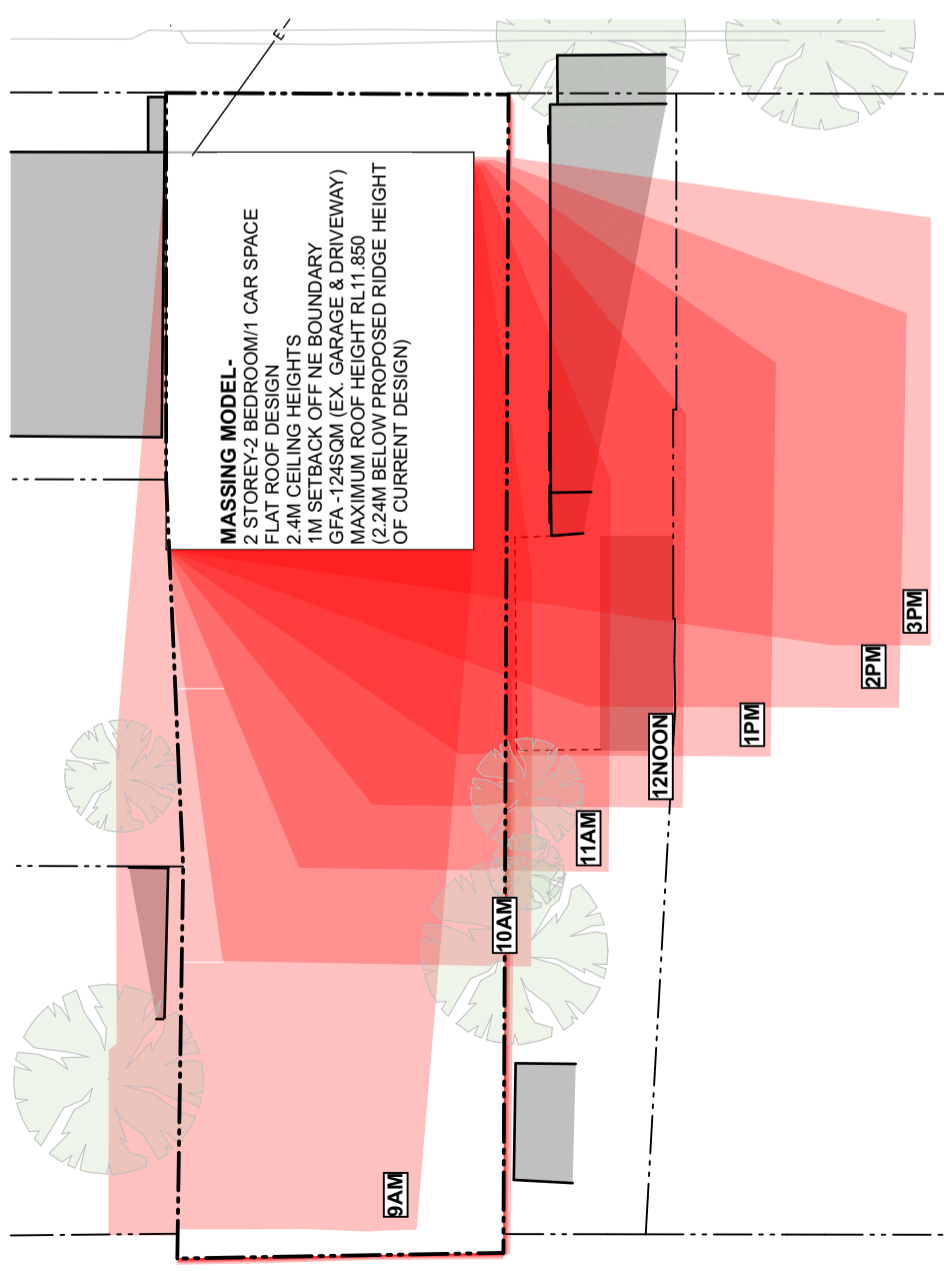 E
MASSING MODEL-
2 STOREY-2 BEDROOM/1 CAR SPACE
FLAT ROOF DESIGN
2.4M CEILING HEIGHTS
1M SETBACK OFF NE BOUNDARY
GFA -124SQM (EX. GARAGE & DRIVEWAY)
MAXIMUM ROOF HEIGHT RL11.850
(2.24M BELOW PROPOSED RIDGE HEIGHT
OF CURRENT DESIGN)
9AM
10AM
11AM
12NOON
1PM
2PM
3PM